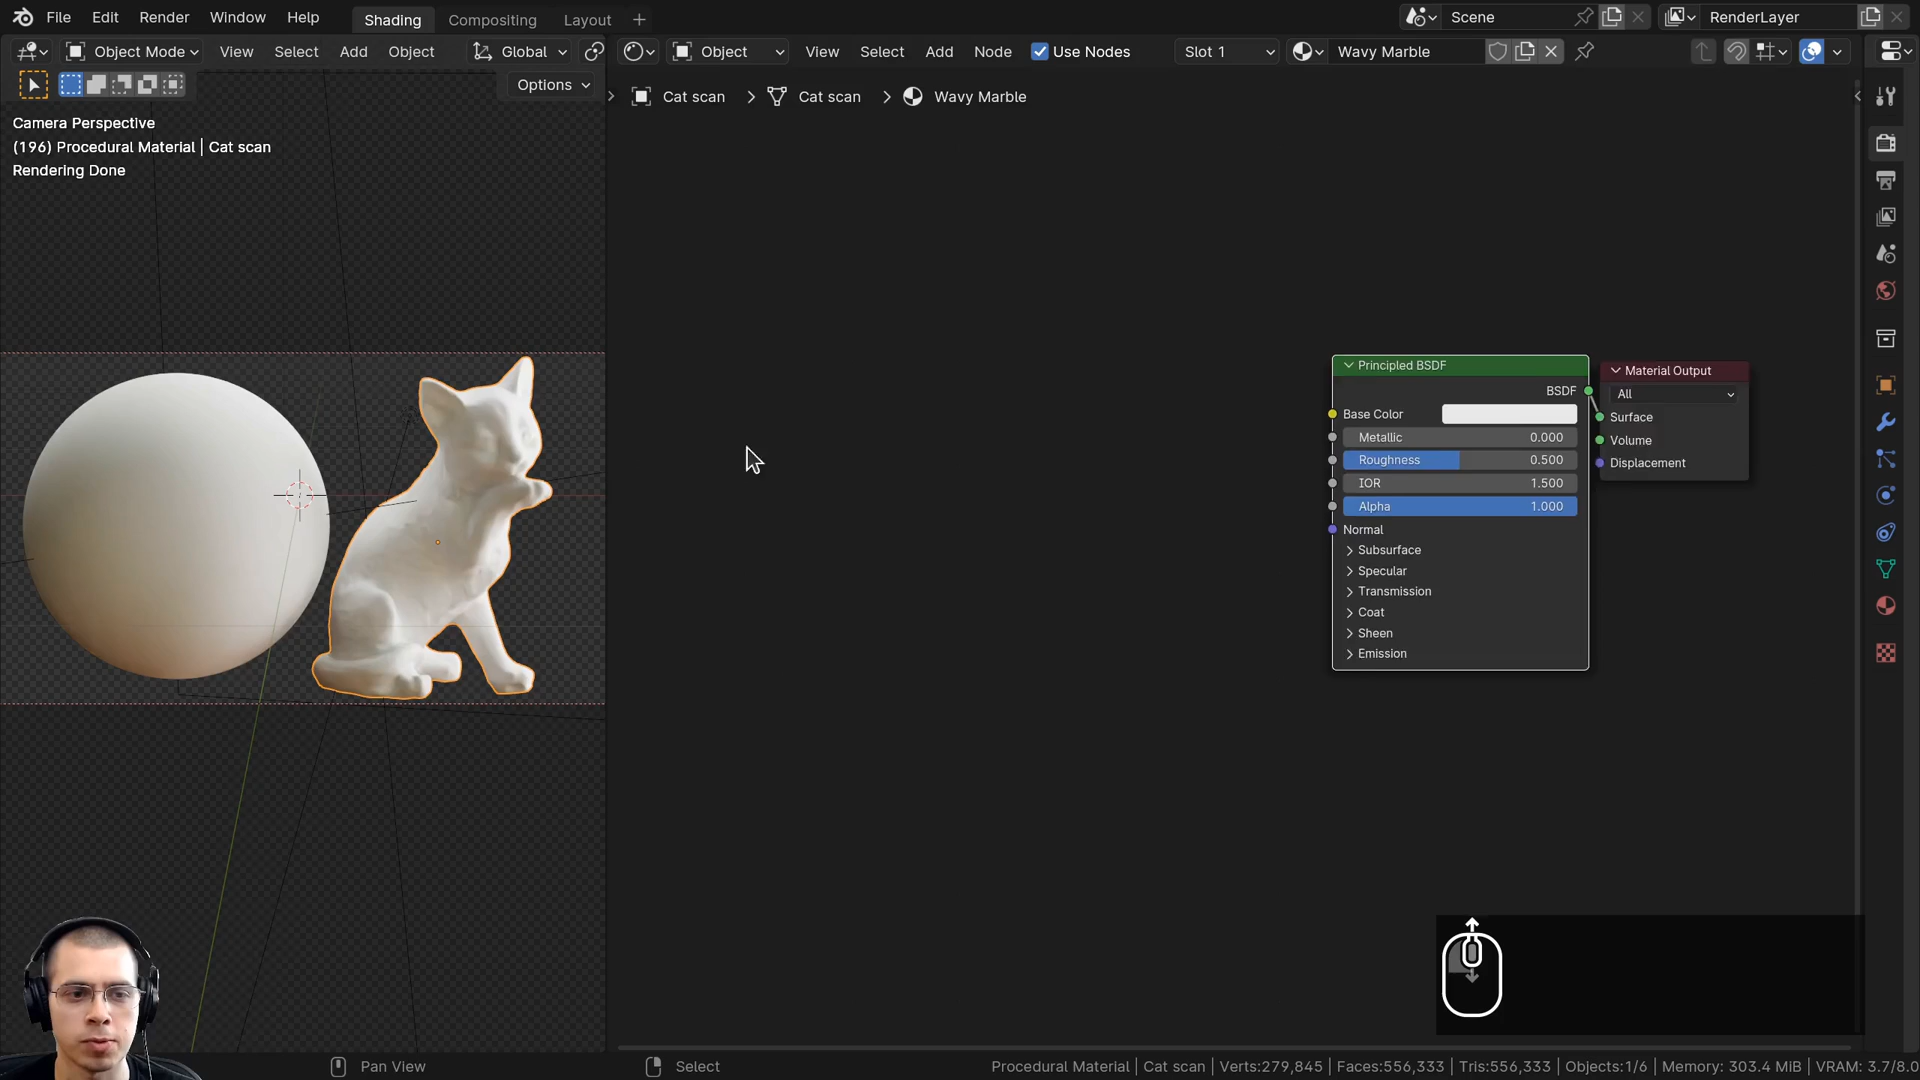 File Edit Render Window Help Shading Compositing Layout + Scene RenderLayer
Object Mode View Select Add Object Global Object View Select Add Node Use Nodes Slot 1 Wavy Marble
Options
Cat scan > Cat scan > Wavy Marble
Camera Perspective
(196) Procedural Material | Cat scan
Rendering Done
Principled BSDF
BSDF
Base Color
Metallic 0.000
Roughness 0.500
IOR 1.500
Alpha 1.000
Normal
Subsurface
Specular
Transmission
Coat
Sheen
Emission
Material Output
All
Surface
Volume
Displacement
Pan View Select Procedural Material | Cat scan | Verts:279,845 | Faces:556,333 | Tris:556,333 | Objects:1/6 | Memory: 303.4 MiB | VRAM: 3.7/8.0